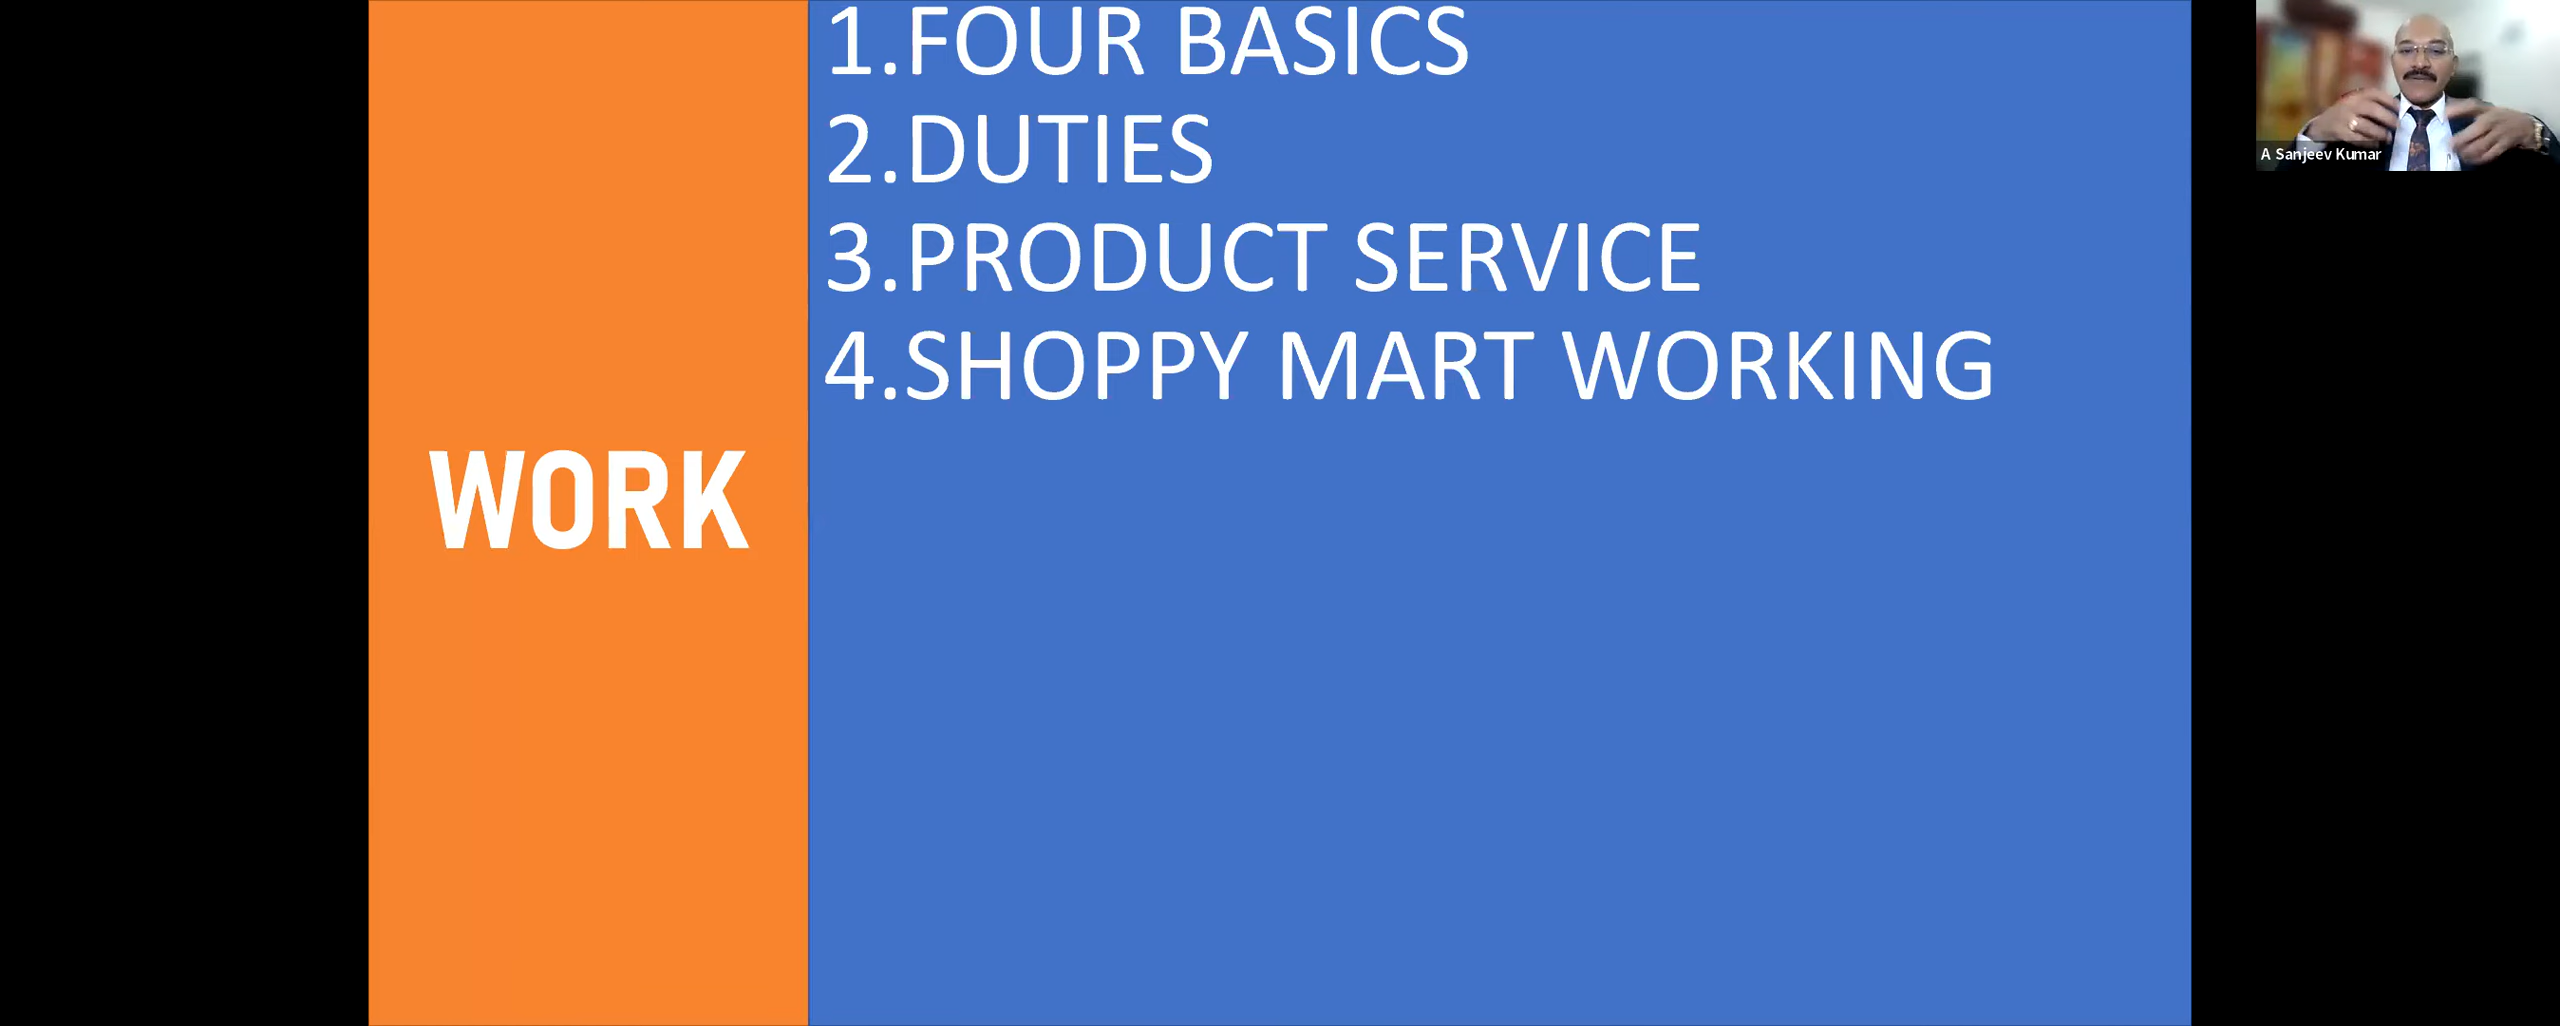 1.FOUR BASICS
2.DUTIES
3.PRODUCT SERVICE
4.SHOPPY MART WORKING
WORK
A Sanjeev Kumar